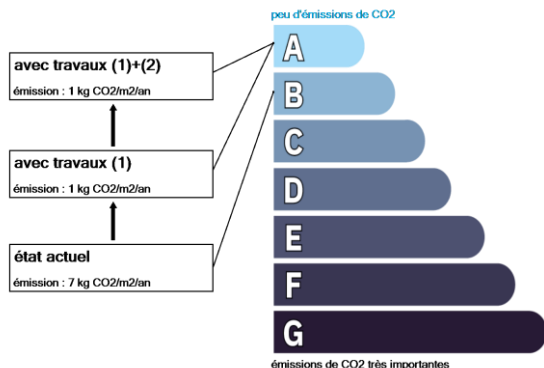 peu d'émissions de CO2
avec travaux (1)+(2)
émission : 1 kg CO2/m2/an
avec travaux (1)
émission : 1 kg CO2/m2/an
état actuel
émission : 7 kg CO2/m2/an
A
B
C
D
E
F
G
émissions de CO2 très importantes